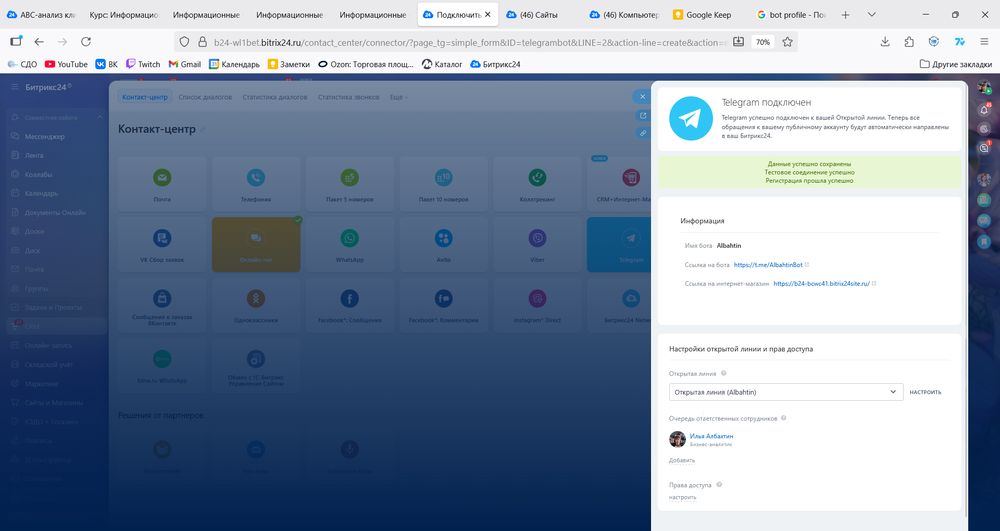 АВС-анализ кли
Курс: Информацио
Информационные
Информационные
Информационные
Подключить
(46) Сайты
(46) Компьютер
Google Keep
bot profile - Пои
b24-wl1bet.bitrix24.ru/contact_center/connector/?page_tg=simple_form&ID=telegrambot&LINE=2&action-line=create&action=e
70%
СДО
YouTube
ВК
Twitch
Gmail
Календарь
Заметки
Ozon: Торговая площ...
Каталог
Битрикс24
Другие закладки
Битрикс24
Совместная работа
Мессенджер
Лента
Коллабы
Календарь
Документы Онлайн
Доски
Диск
Почта
Группы
Задачи и Проекты
27
CRM
Онлайн-запись
Складской учёт
Маркетинг
Сайты и Магазины
КЭДО + Госключ
Подпись
BI Конструктор
Сотрудники
НОВОЕ
Контакт-центр
Список диалогов
Статистика диалогов
Статистика звонков
Еще
Контакт-центр
Почта
Телефония
5
Пакет 5 номеров
10
Пакет 10 номеров
Коллтрекинг
НОВОЕ
CRM+Интернет-Ма
VK Сбор заявок
Онлайн-чат
WhatsApp
Avito
Viber
Telegram
Сообщения о заказах
ВКонтакте
Одноклассники
Facebook*: Сообщения
Facebook*: Комментарии
Instagram* Direct
Битрикс24 Netwo
Edna.ru WhatsApp
Обмен с 1С-Битрикс
Управление Сайтом
Решения от партнеров
Маркетплейс
Чат-боты
Голосовые боты
Telegram подключен
Telegram успешно подключен к вашей Открытой линии. Теперь все
обращения к вашему публичному аккаунту будут автоматически направлены
в ваш Битрикс24.
Данные успешно сохранены
Тестовое соединение успешно
Регистрация прошла успешно
Информация
Имя бота Albahtin
Ссылка на бота https://t.me/AlbahtinBot
Ссылка на интернет-магазин https://b24-bcwc41.bitrix24site.ru/
Настройки открытой линии и прав доступа
Открытая линия
Открытая линия (Albahtin)
НАСТРОИТЬ
Очередь ответственных сотрудников
Илья Албахтин
Бизнес-аналитик
Добавить
Права доступа
настроить
45
1